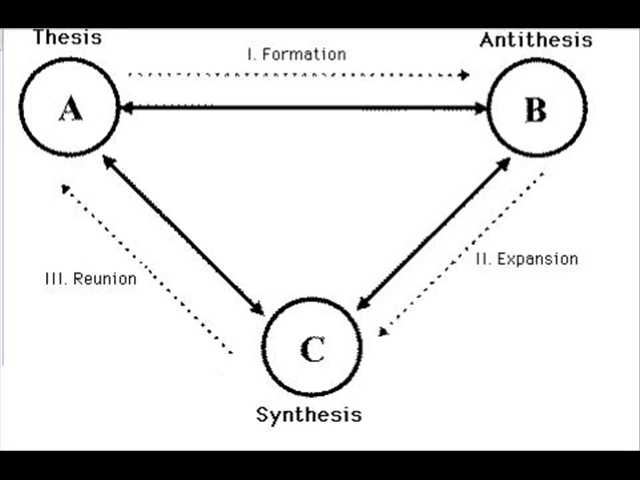 Thesis
Antithesis
I. Formation
A
B
II. Expansion
III. Reunion
C
Synthesis